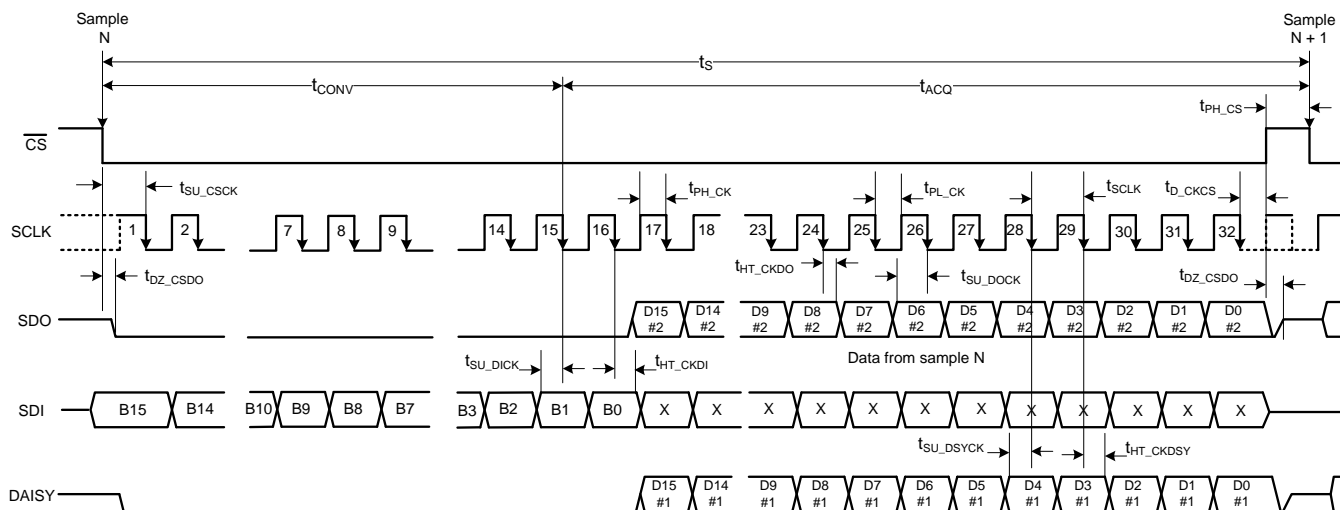 Sample N
Sample N + 1
tS
tCONV
tACQ
tPH_CS
CS
tSU_CSCK
tPH_CK
tPL_CK
tSCLK
tD_CKCS
SCLK 1 2 7 8 9 14 15 16 17 18 23 24 25 26 27 28 29 30 31 32
tDZ_CSDO
tHT_CKDO
tSU_DOCK
tDZ_CSDO
SDO
D15 #2
D14 #2
D9 #2
D8 #2
D7 #2
D6 #2
D5 #2
D4 #2
D3 #2
D2 #2
D1 #2
D0 #2
tSU_DICK
tHT_CKDI
Data from sample N
SDI B15 B14 B10 B9 B8 B7 B3 B2 B1 B0 X X X X X X X X X X X X
tSU_DSYCK
tHT_CKDSY
DAISY
D15 #1
D14 #1
D9 #1
D8 #1
D7 #1
D6 #1
D5 #1
D4 #1
D3 #1
D2 #1
D1 #1
D0 #1